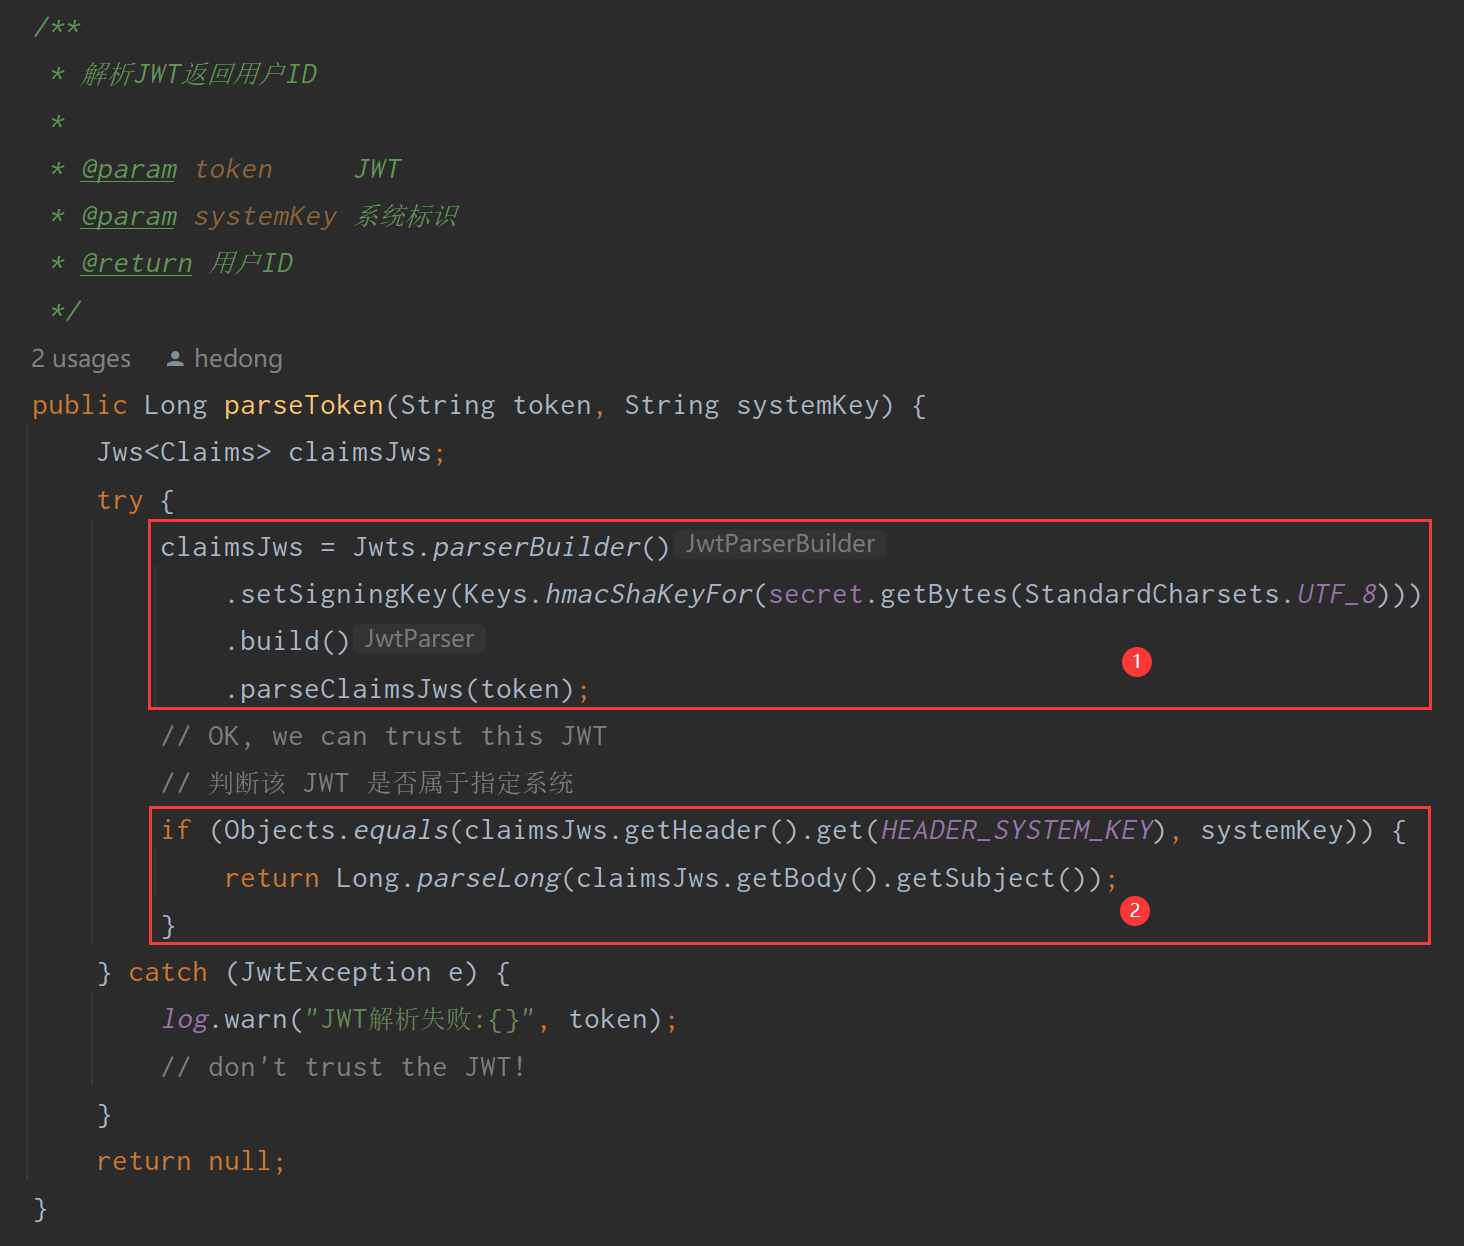 /**
 * 解析JWT返回用户ID
 *
 * @param token     JWT
 * @param systemKey 系统标识
 * @return 用户ID
 */
2 usages hedong
public Long parseToken(String token, String systemKey) {
    Jws<Claims> claimsJws;
    try {
        claimsJws = Jwts.parserBuilder() JwtParserBuilder
            .setSigningKey(Keys.hmacShaKeyFor(secret.getBytes(StandardCharsets.UTF_8)))
            .build() JwtParser
            .parseClaimsJws(token);
1
        // OK, we can trust this JWT
        // 判断该 JWT 是否属于指定系统
        if (Objects.equals(claimsJws.getHeader().get(HEADER_SYSTEM_KEY), systemKey)) {
            return Long.parseLong(claimsJws.getBody().getSubject());
2
        }
    } catch (JwtException e) {
        log.warn("JWT解析失败:{}", token);
        // don't trust the JWT!
    }
    return null;
}